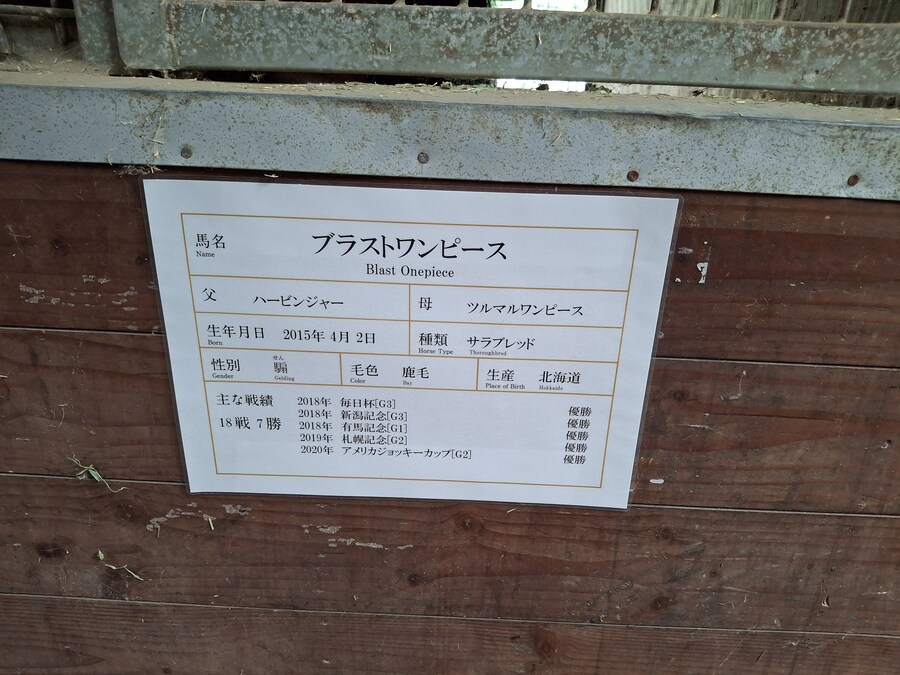 馬名 ブラストワンピース
Name Blast Onepiece
父 ハービンジャー 母 ツルマルワンピース
生年月日 2015年 4月 2日 種類 サラブレッド
Born Horse Type Thoroughbred
せん
性別 騸 毛色 鹿毛 生産 北海道
Gender Gelding Color Bay Place of Birth Hokkaido
主な戦績 2018年 毎日杯[G3] 優勝
18戦 7勝 2018年 新潟記念[G3] 優勝
2018年 有馬記念[G1] 優勝
2019年 札幌記念[G2] 優勝
2020年 アメリカジョッキーカップ[G2] 優勝